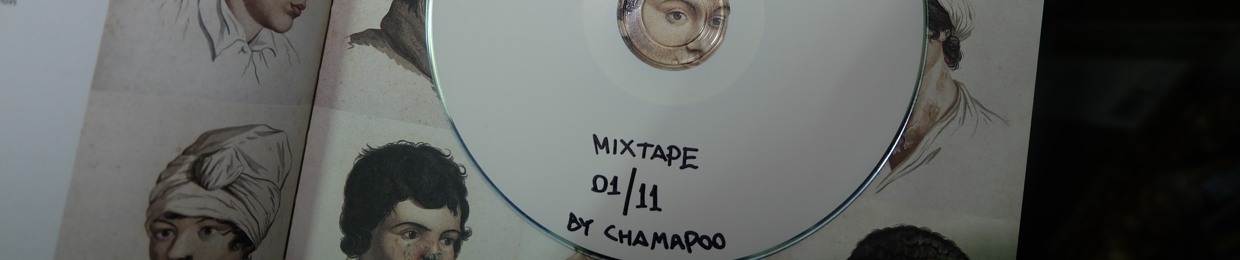 MIXTAPE
01/11
BY CHAMAPOO